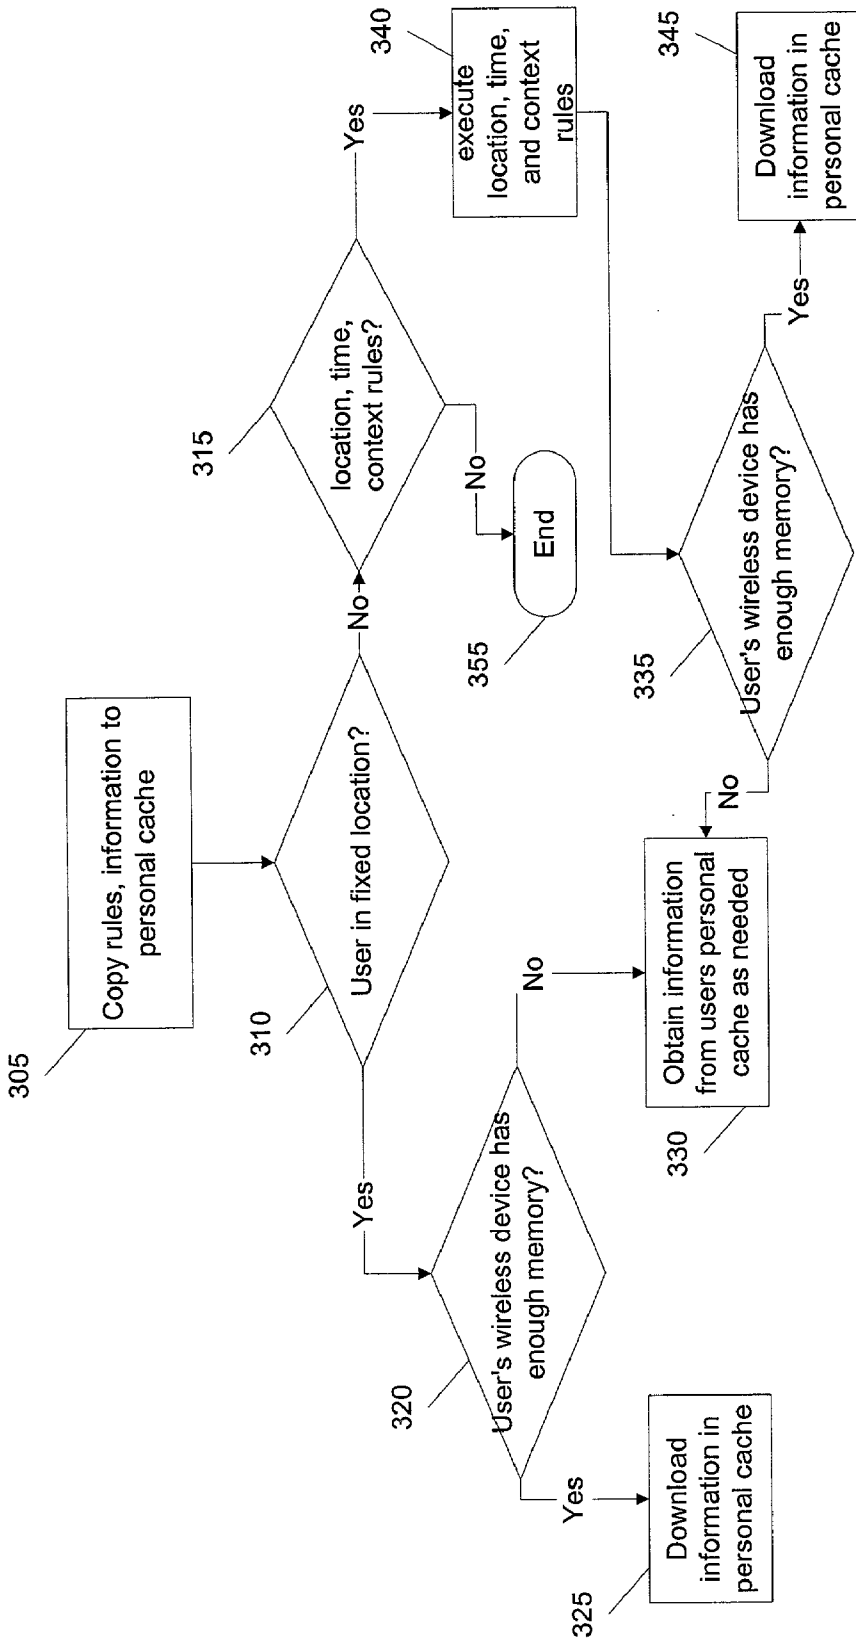 305
Copy rules, information to
personal cache
310
User in fixed location?
Yes
No
315
location, time,
context rules?
Yes
No
340
execute
location, time,
and context
rules
355
End
320
User's wireless device has
enough memory?
Yes
No
325
Download
information in
personal cache
330
Obtain information
from users personal
cache as needed
335
User's wireless device has
enough memory?
No
Yes
345
Download
information in
personal cache